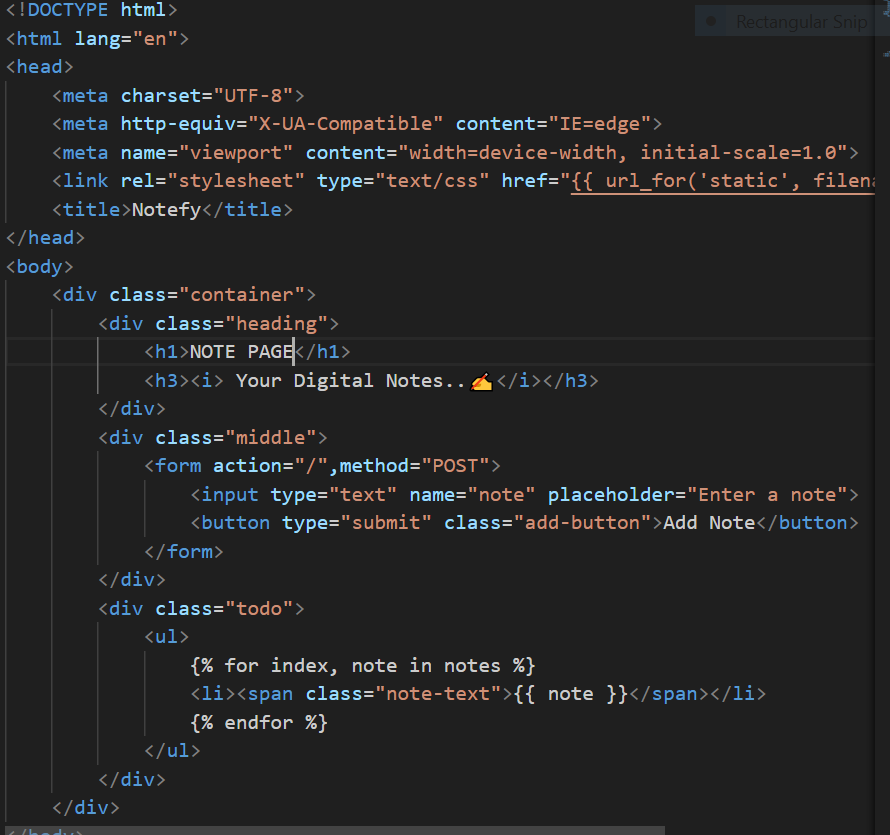 <!DOCTYPE html>
Rectangular Snip
<html lang="en">
<head>
<meta charset="UTF-8">
<meta http-equiv="X-UA-Compatible" content="IE=edge">
<meta name="viewport" content="width=device-width, initial-scale=1.0">
<link rel="stylesheet" type="text/css" href="{{ url_for('static', filena
<title>Notefy</title>
</head>
<body>
<div class="container">
<div class="heading">
<h1>NOTE PAGE</h1>
<h3><i> Your Digital Notes..✍</i></h3>
</div>
<div class="middle">
<form action="/",method="POST">
<input type="text" name="note" placeholder="Enter a note">
<button type="submit" class="add-button">Add Note</button>
</form>
</div>
<div class="todo">
<ul>
{% for index, note in notes %}
<li><span class="note-text">{{ note }}</span></li>
{% endfor %}
</ul>
</div>
</div>
</body>